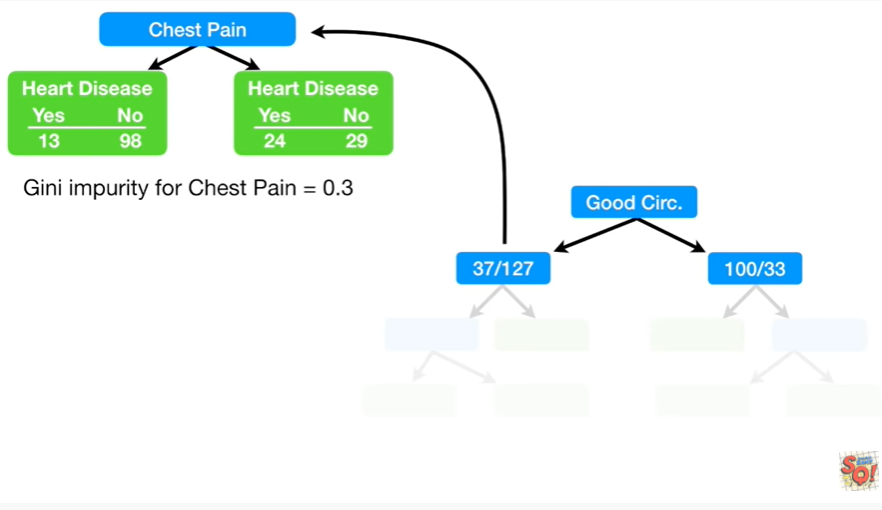 Chest Pain
Heart Disease
Yes No
13 98
Heart Disease
Yes No
24 29
Gini impurity for Chest Pain = 0.3
Good Circ.
37/127
100/33
SQ!